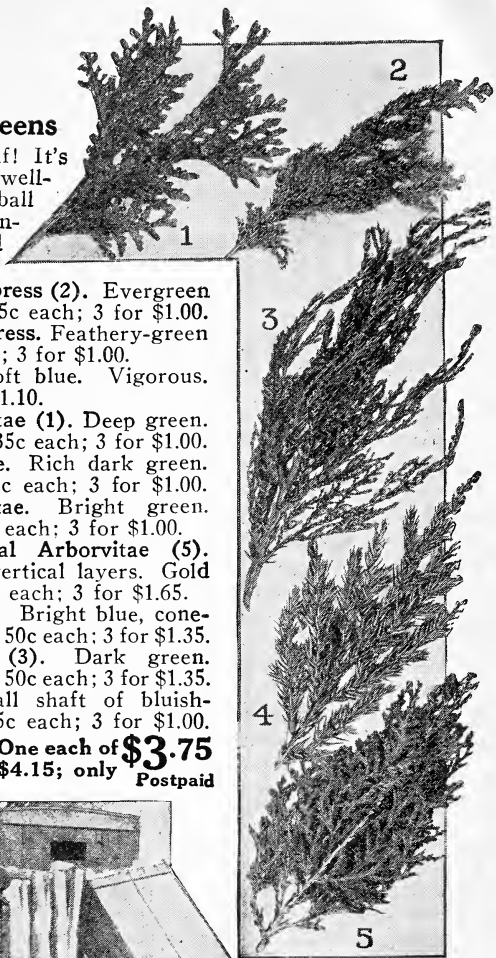 eens
f! It's
well-
ball
n-
1
2
press (2). Evergreen
5c each; 3 for $1.00.
ress. Feathery-green
; 3 for $1.00.
oft blue. Vigorous.
1.10.
tae (1). Deep green.
35c each; 3 for $1.00.
e. Rich dark green.
c each; 3 for $1.00.
tae. Bright green.
each; 3 for $1.00.
al Arborvitae (5).
vertical layers. Gold
each; 3 for $1.65.
Bright blue, cone-
50c each; 3 for $1.35.
(3). Dark green.
50c each; 3 for $1.35.
all shaft of bluish-
5c each; 3 for $1.00.
One each of $3.75
$4.15; only Postpaid
3
4
5